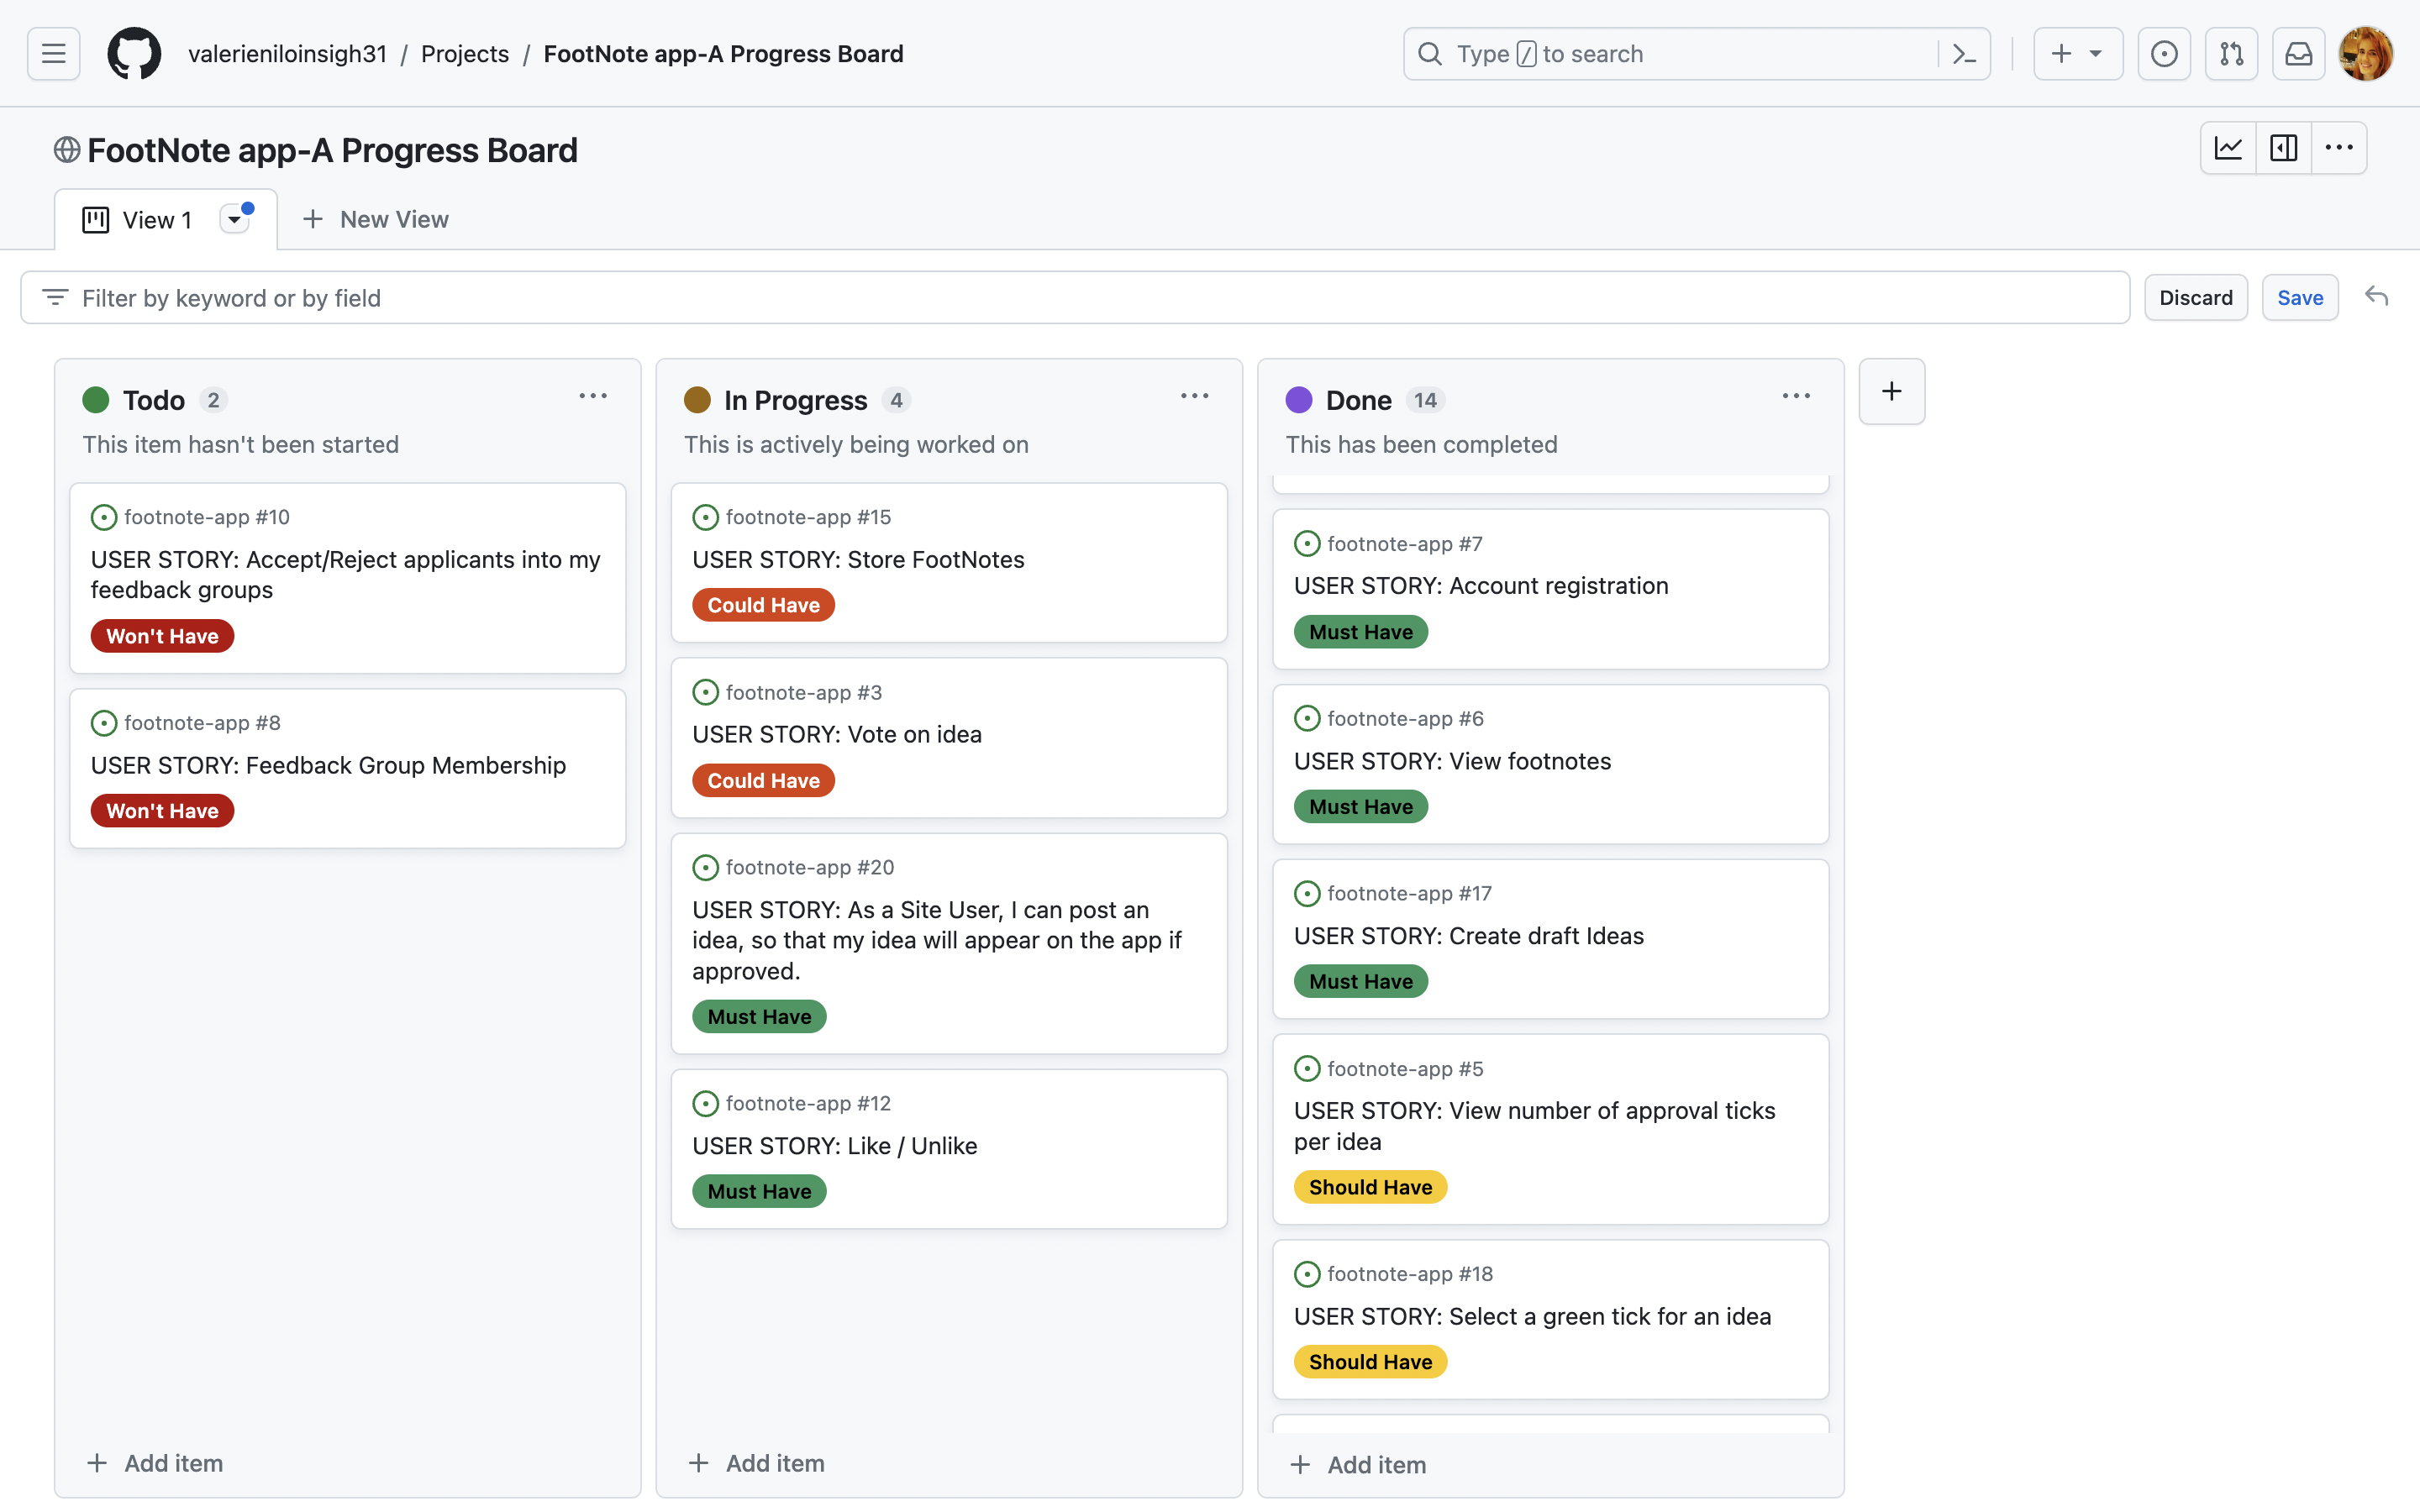 valerieniloinsigh31 / Projects / FootNote app-A Progress Board
Type / to search
FootNote app-A Progress Board
View 1
New View
Filter by keyword or by field
Discard
Save
Todo 2
This item hasn't been started
footnote-app #10
USER STORY: Accept/Reject applicants into my
feedback groups
Won't Have
footnote-app #8
USER STORY: Feedback Group Membership
Won't Have
Add item
In Progress 4
This is actively being worked on
footnote-app #15
USER STORY: Store FootNotes
Could Have
footnote-app #3
USER STORY: Vote on idea
Could Have
footnote-app #20
USER STORY: As a Site User, I can post an
idea, so that my idea will appear on the app if
approved.
Must Have
footnote-app #12
USER STORY: Like / Unlike
Must Have
Add item
Done 14
This has been completed
footnote-app #7
USER STORY: Account registration
Must Have
footnote-app #6
USER STORY: View footnotes
Must Have
footnote-app #17
USER STORY: Create draft Ideas
Must Have
footnote-app #5
USER STORY: View number of approval ticks
per idea
Should Have
footnote-app #18
USER STORY: Select a green tick for an idea
Should Have
Add item